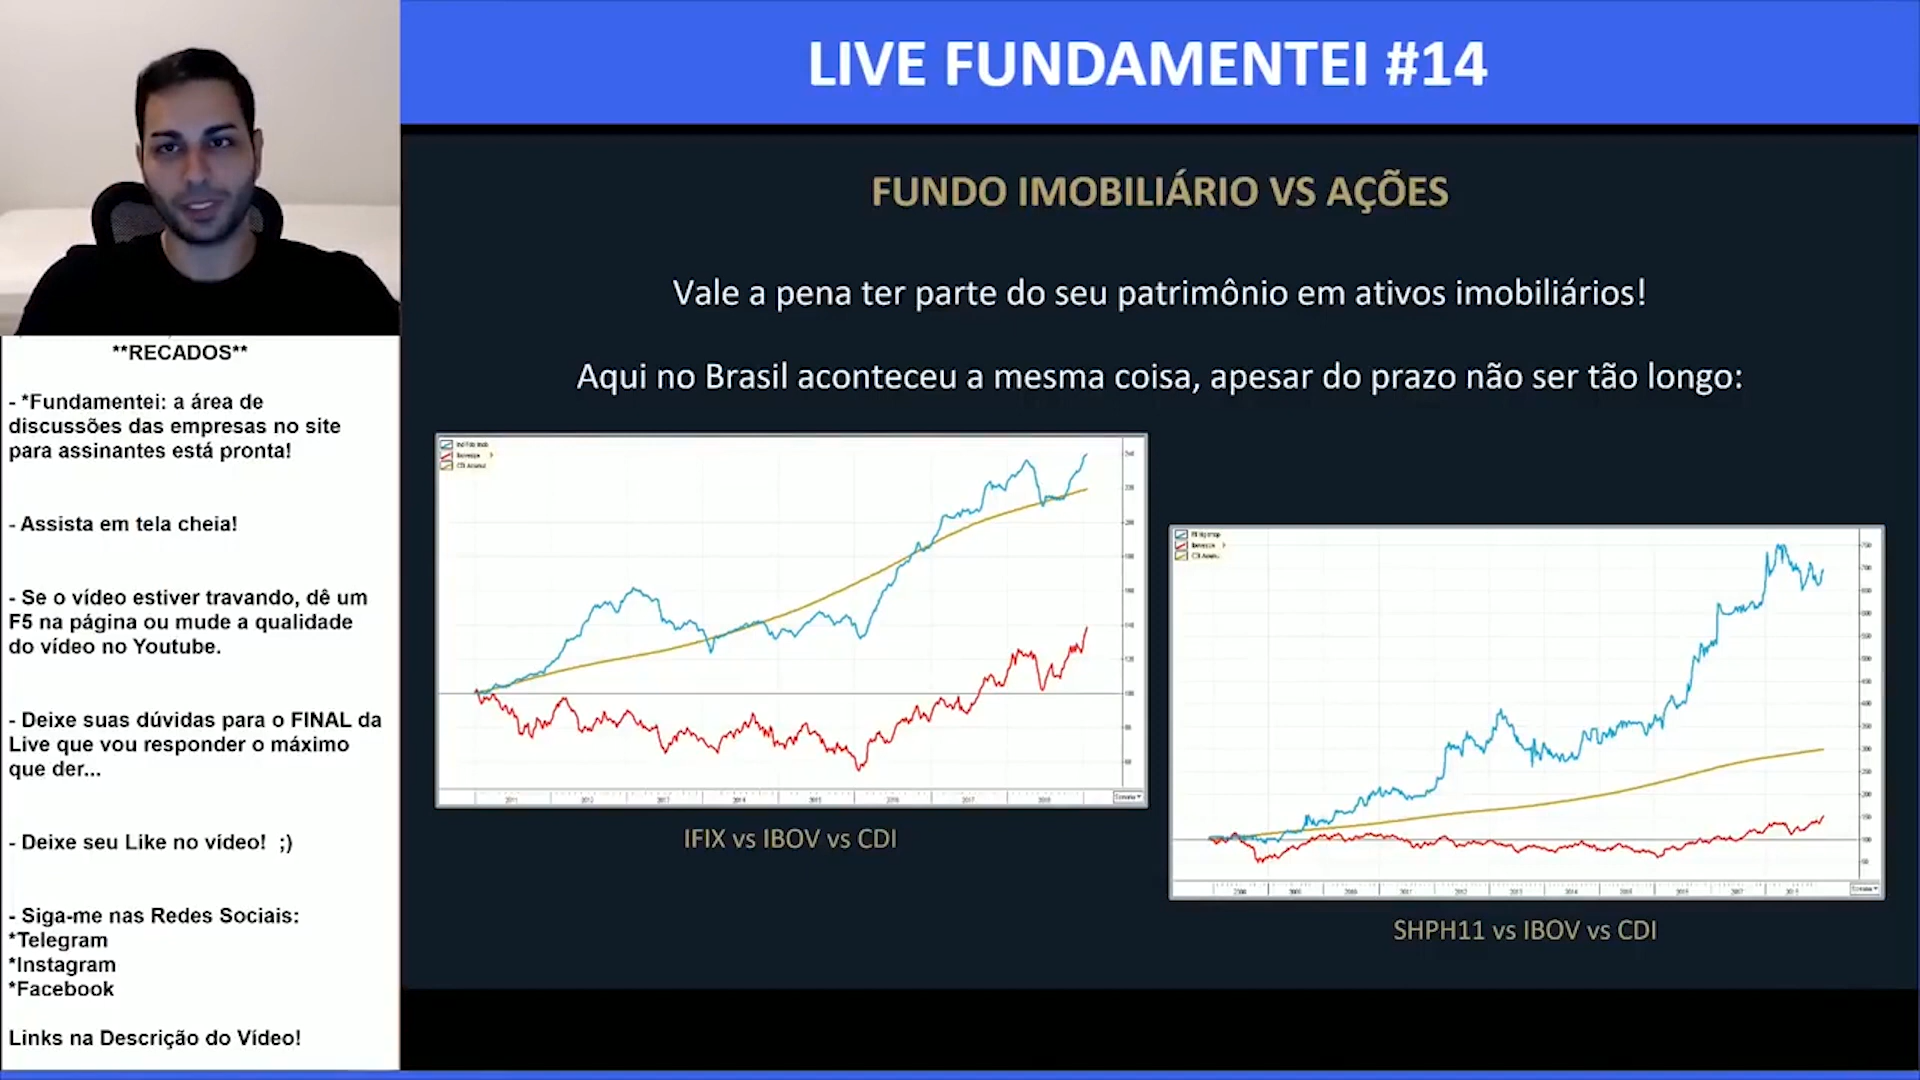 LIVE FUNDAMENTEI #14
FUNDO IMOBILIÁRIO VS AÇÕES
Vale a pena ter parte do seu patrimônio em ativos imobiliários!
Aqui no Brasil aconteceu a mesma coisa, apesar do prazo não ser tão longo:
IFIX vs IBOV vs CDI
SHPH11 vs IBOV vs CDI
**RECADOS**
- *Fundamentei: a área de
discussões das empresas no site
para assinantes está pronta!
- Assista em tela cheia!
- Se o vídeo estiver travando, dê um
F5 na página ou mude a qualidade
do vídeo no Youtube.
- Deixe suas dúvidas para o FINAL da
Live que vou responder o máximo
que der...
- Deixe seu Like no vídeo!  ;)
- Siga-me nas Redes Sociais:
*Telegram
*Instagram
*Facebook
Links na Descrição do Vídeo!